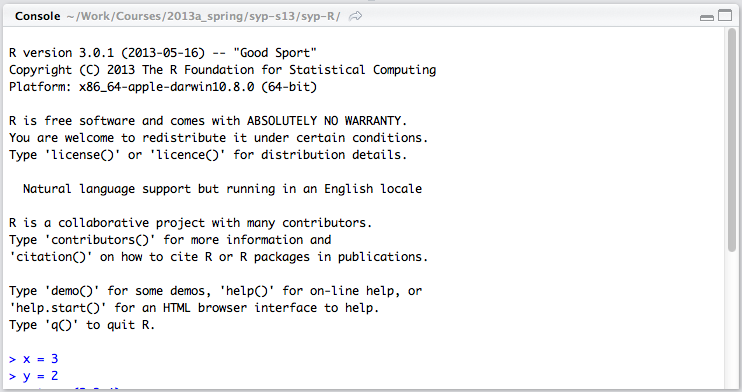 Console ~/Work/Courses/2013a_spring/syp-s13/syp-R/
R version 3.0.1 (2013-05-16) -- "Good Sport"
Copyright (C) 2013 The R Foundation for Statistical Computing
Platform: x86_64-apple-darwin10.8.0 (64-bit)
R is free software and comes with ABSOLUTELY NO WARRANTY.
You are welcome to redistribute it under certain conditions.
Type 'license()' or 'licence()' for distribution details.
Natural language support but running in an English locale
R is a collaborative project with many contributors.
Type 'contributors()' for more information and
'citation()' on how to cite R or R packages in publications.
Type 'demo()' for some demos, 'help()' for on-line help, or
'help.start()' for an HTML browser interface to help.
Type 'q()' to quit R.
> x = 3
> y = 2